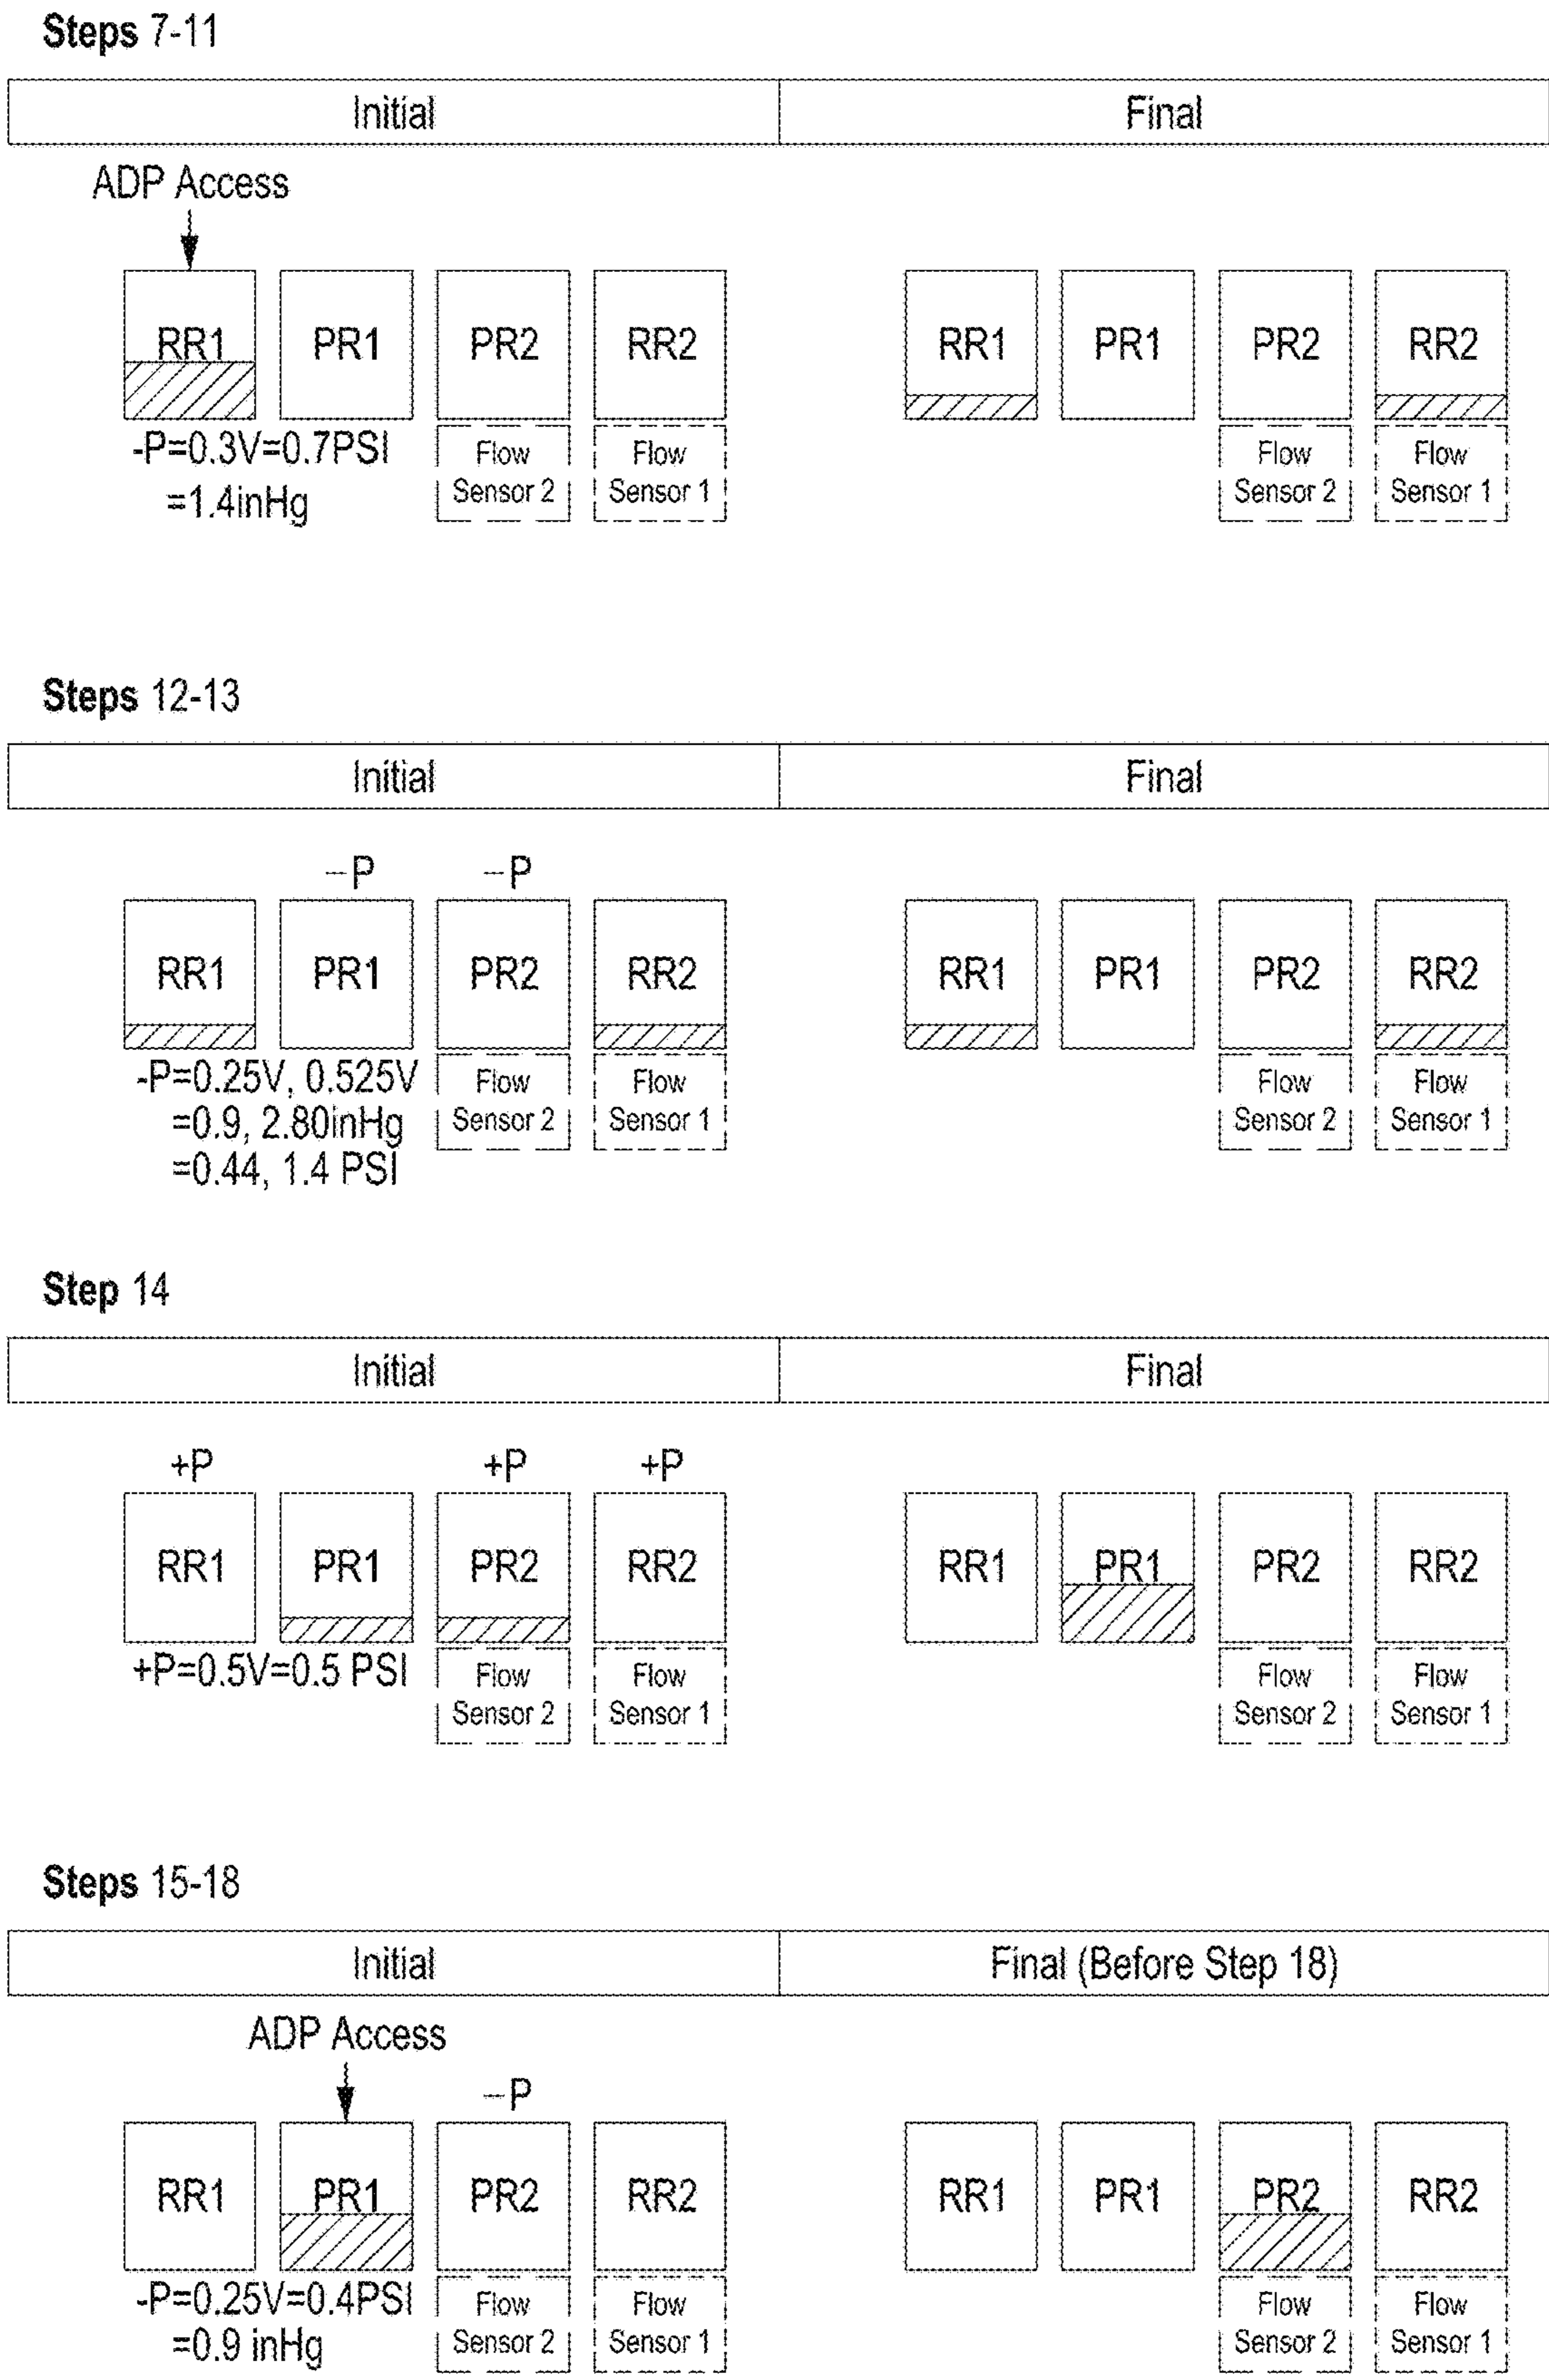 Steps 7-11
Initial Final
ADP Access
RR1 PR1 PR2 RR2 RR1 PR1 PR2 RR2
-P=0.3V=0.7PSI
=1.4inHg
Flow Flow Flow Flow
Sensor 2 Sensor 1 Sensor 2 Sensor 1
Steps 12-13
Initial Final
–P –P
RR1 PR1 PR2 RR2 RR1 PR1 PR2 RR2
-P=0.25V, 0.525V
=0.9, 2.80inHg
=0.44, 1.4 PSI
Flow Flow Flow Flow
Sensor 2 Sensor 1 Sensor 2 Sensor 1
Step 14
Initial Final
+P +P +P
RR1 PR1 PR2 RR2 RR1 PR1 PR2 RR2
+P=0.5V=0.5 PSI
Flow Flow Flow Flow
Sensor 2 Sensor 1 Sensor 2 Sensor 1
Steps 15-18
Initial Final (Before Step 18)
ADP Access
–P
RR1 PR1 PR2 RR2 RR1 PR1 PR2 RR2
-P=0.25V=0.4PSI
=0.9 inHg
Flow Flow Flow Flow
Sensor 2 Sensor 1 Sensor 2 Sensor 1